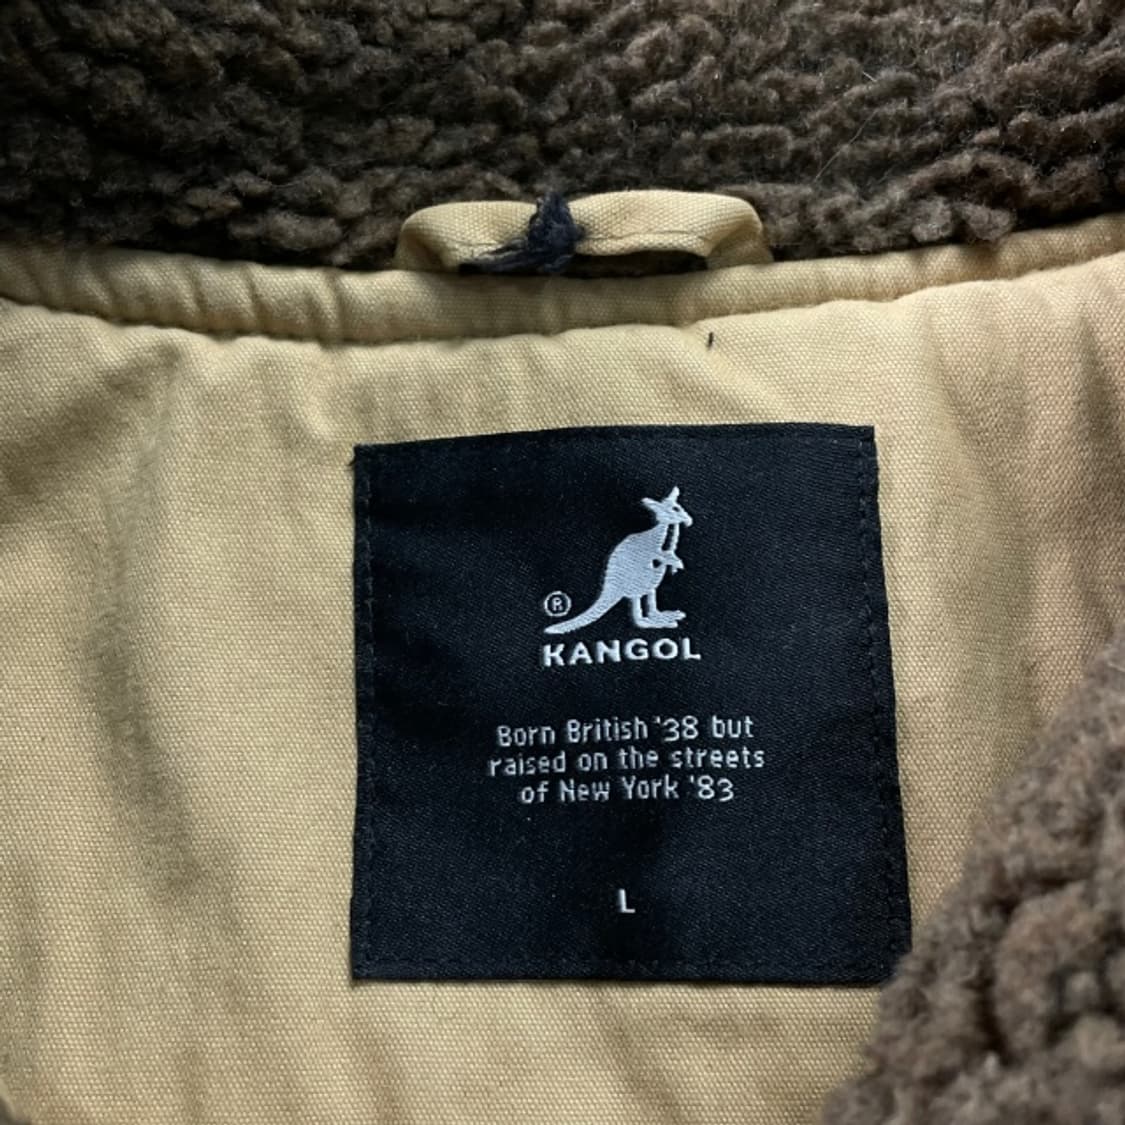 ®
KANGOL
Born British '38 but
raised on the streets
of New York '83
L